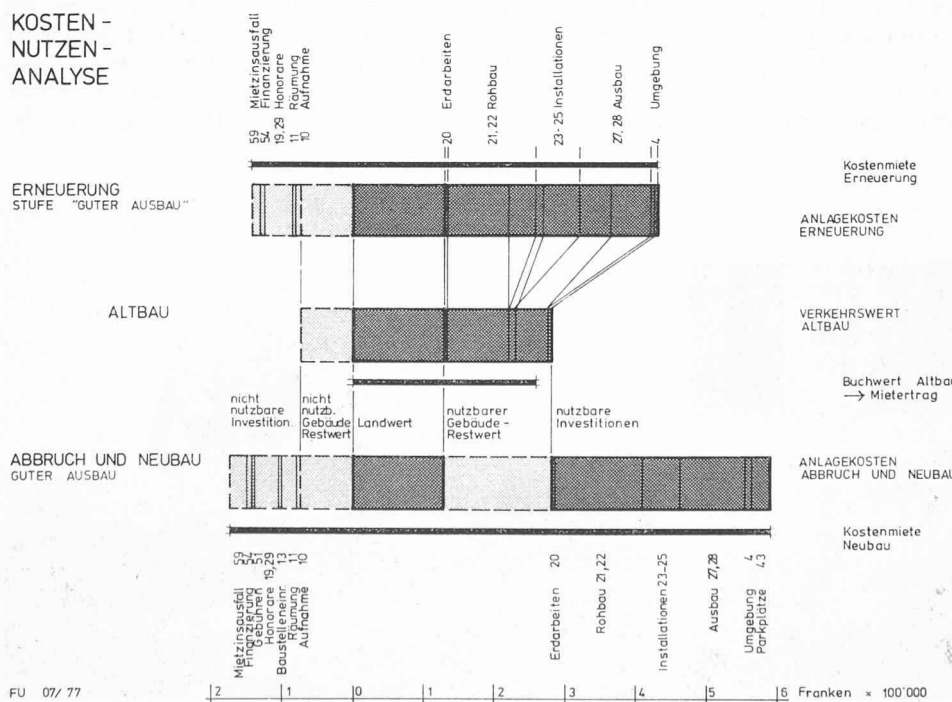 KOSTEN -
NUTZEN -
ANALYSE
59 Mietzinsausfall
54 Finanzierung
19,29 Honorare
11 Räumung
10 Aufnahme
20 Erdarbeiten
21,22 Rohbau
23 - 25 Installationen
27, 28 Ausbau
4 Umgebung
Kostenmiete
Erneuerung
ERNEUERUNG
STUFE "GUTER AUSBAU"
ANLAGEKOSTEN
ERNEUERUNG
ALTBAU
VERKEHRSWERT
ALTBAU
Buchwert Altbau
→ Mietertrag
nicht
nutzbare
Investition.
nicht
nutzb.
Gebäude
Restwert
Landwert
nutzbarer
Gebäude -
Restwert
nutzbare
Investitionen
ABBRUCH UND NEUBAU
GUTER AUSBAU
ANLAGEKOSTEN
ABBRUCH UND NEUBAU
Kostenmiete
Neubau
Mietzinsausfall 59
Finanzierung 54
Gebühren 51
Honorare 19,29
Baustelleneinr. 13
Räumung 11
Aufnahme 10
Erdarbeiten 20
Rohbau 21,22
Installationen 23-25
Ausbau 27,28
Umgebung 4
Parkplätze 43
FU 07/77
2 1 0 1 2 3 4 5 6 Franken × 100'000